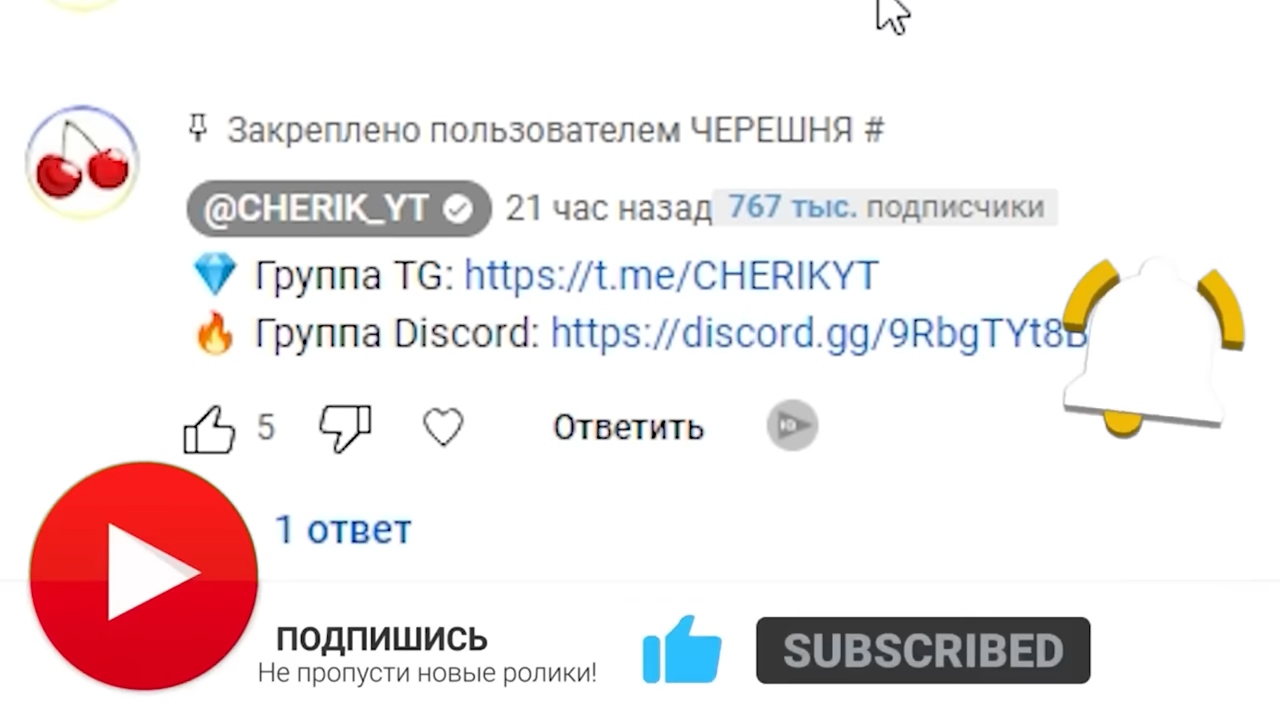 Закреплено пользователем ЧЕРЕШНЯ #
@CHERIK_YT 21 час назад 767 тыс. подписчики
Группа TG: https://t.me/CHERIKYT
Группа Discord: https://discord.gg/9RbgTYt8B
5 Ответить
1 ответ
ПОДПИШИСЬ
Не пропусти новые ролики!
SUBSCRIBED